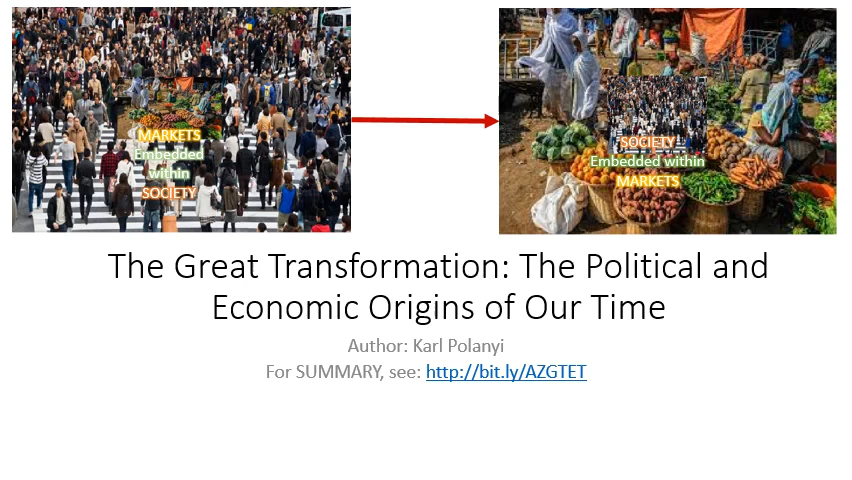 MARKETS
Embedded
within
SOCIETY
SOCIETY
Embedded within
MARKETS
The Great Transformation: The Political and
Economic Origins of Our Time
Author: Karl Polanyi
For SUMMARY, see: http://bit.ly/AZGTET